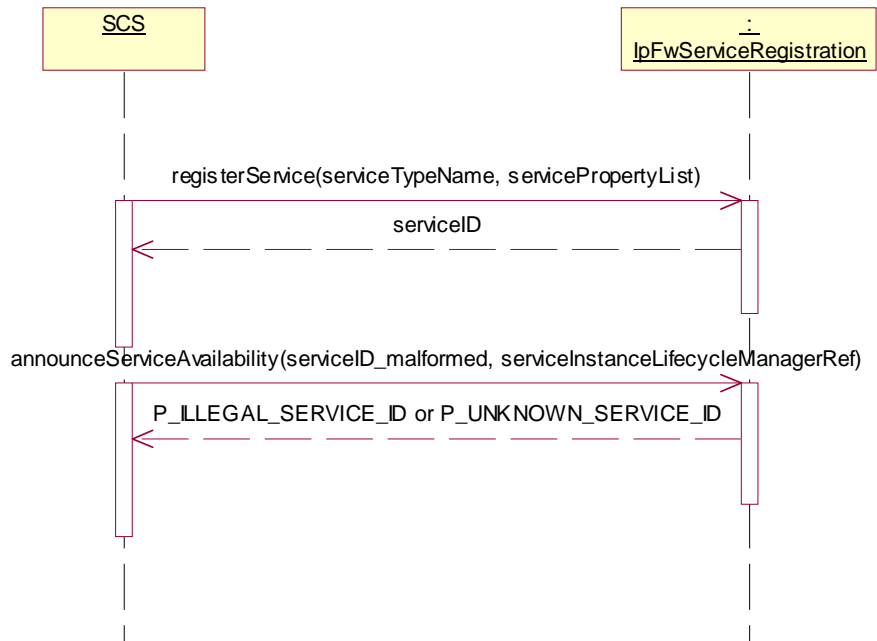 SCS
:
IpFwServiceRegistration
registerService(serviceTypeName, servicePropertyList)
serviceID
announceServiceAvailability(serviceID_malformed, serviceInstanceLifecycleManagerRef)
P_ILLEGAL_SERVICE_ID or P_UNKNOWN_SERVICE_ID